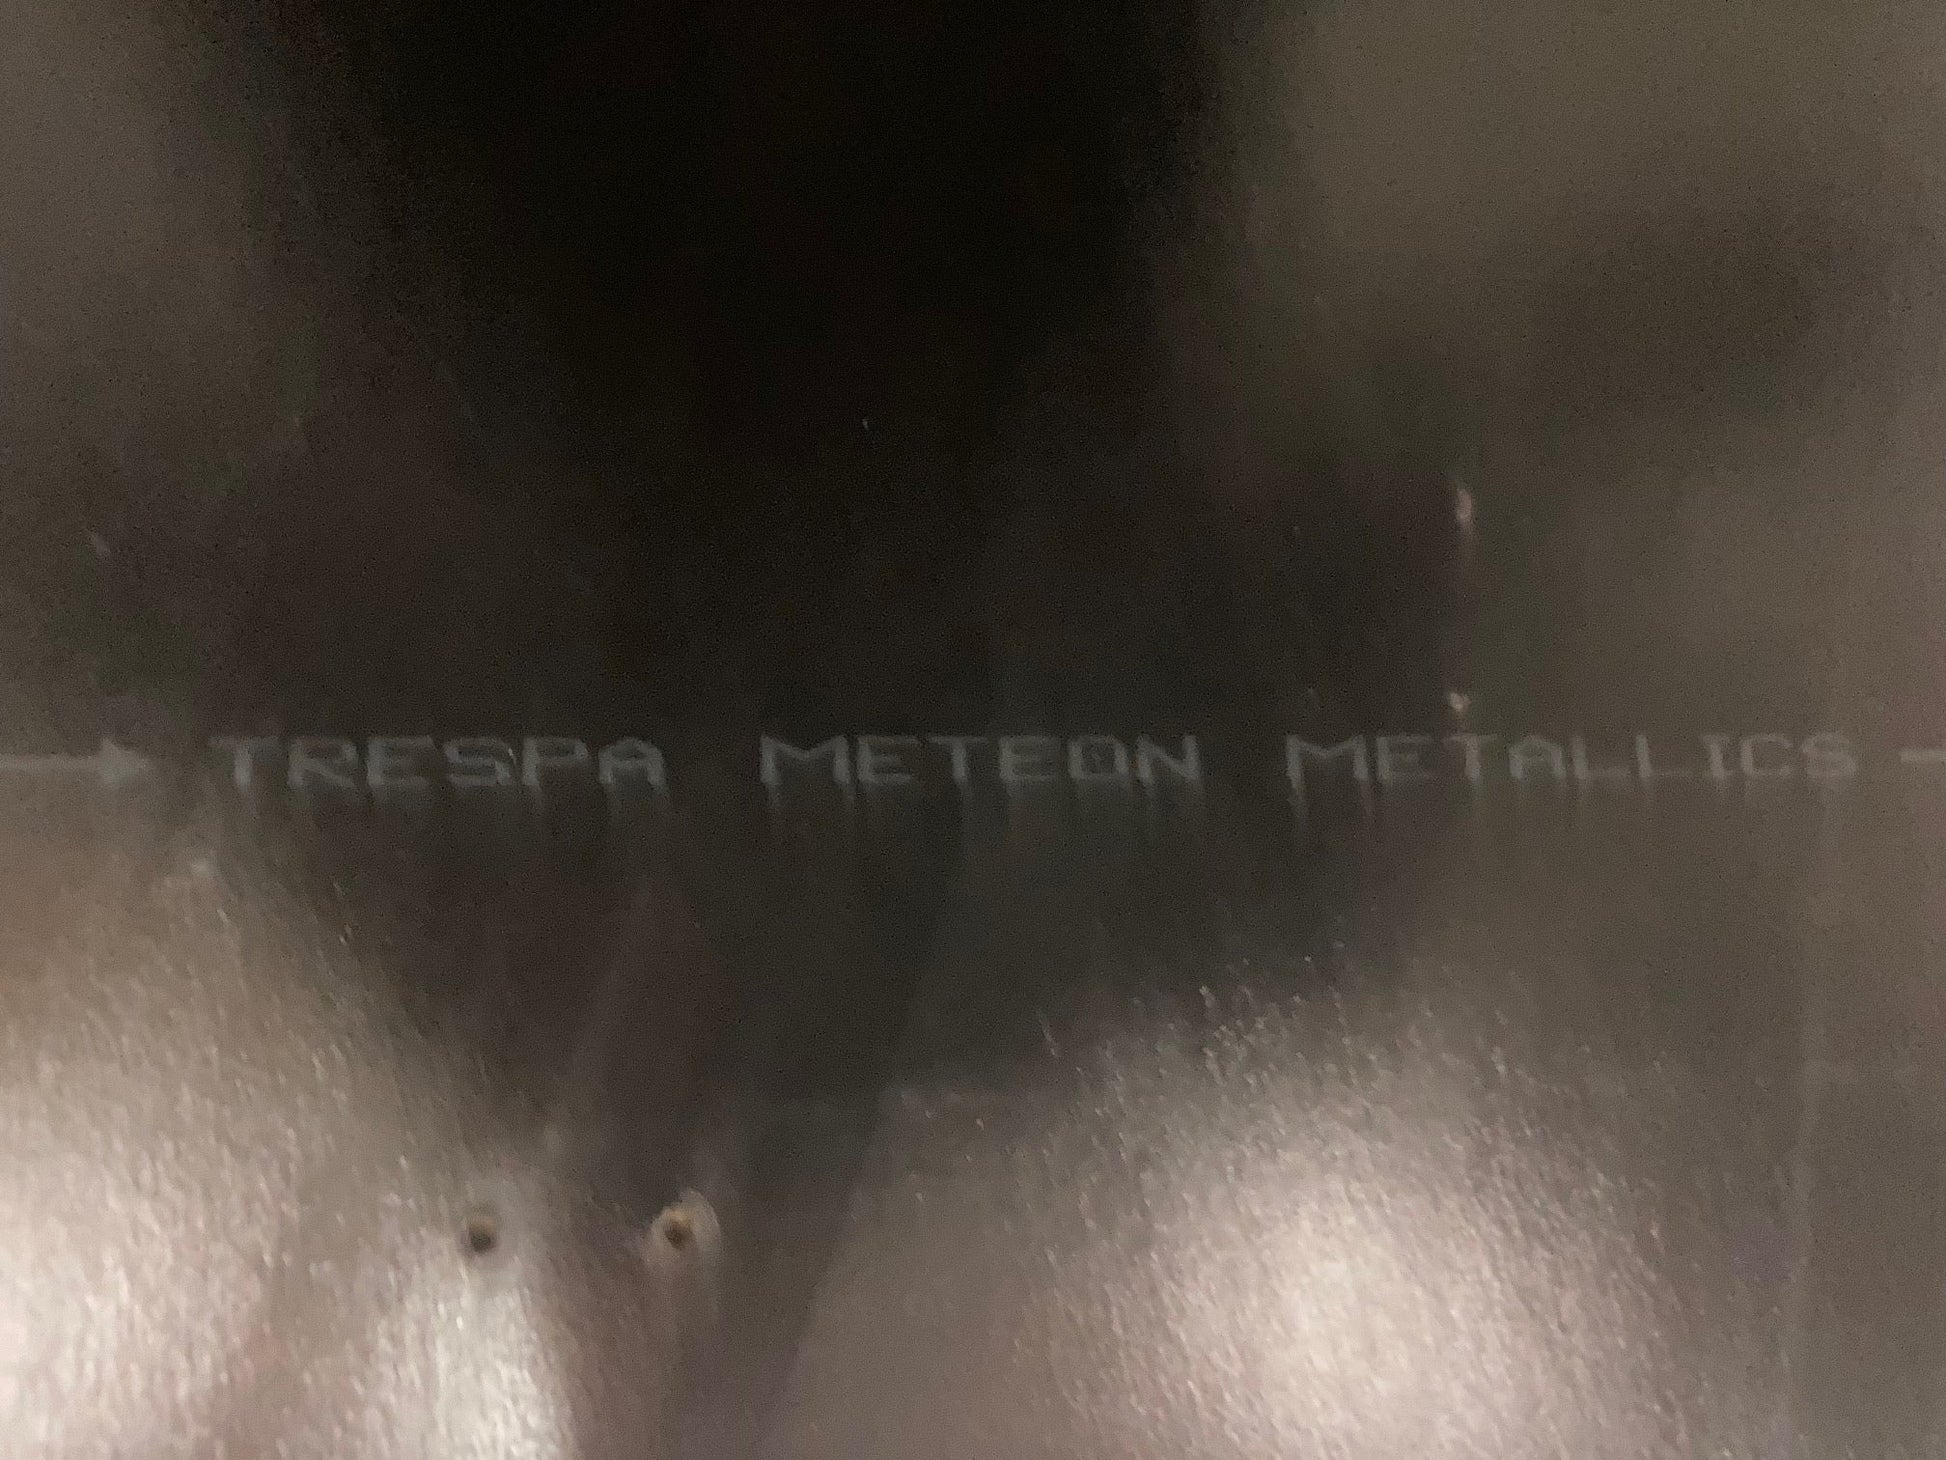 → TRESPA METEON METALLICS –